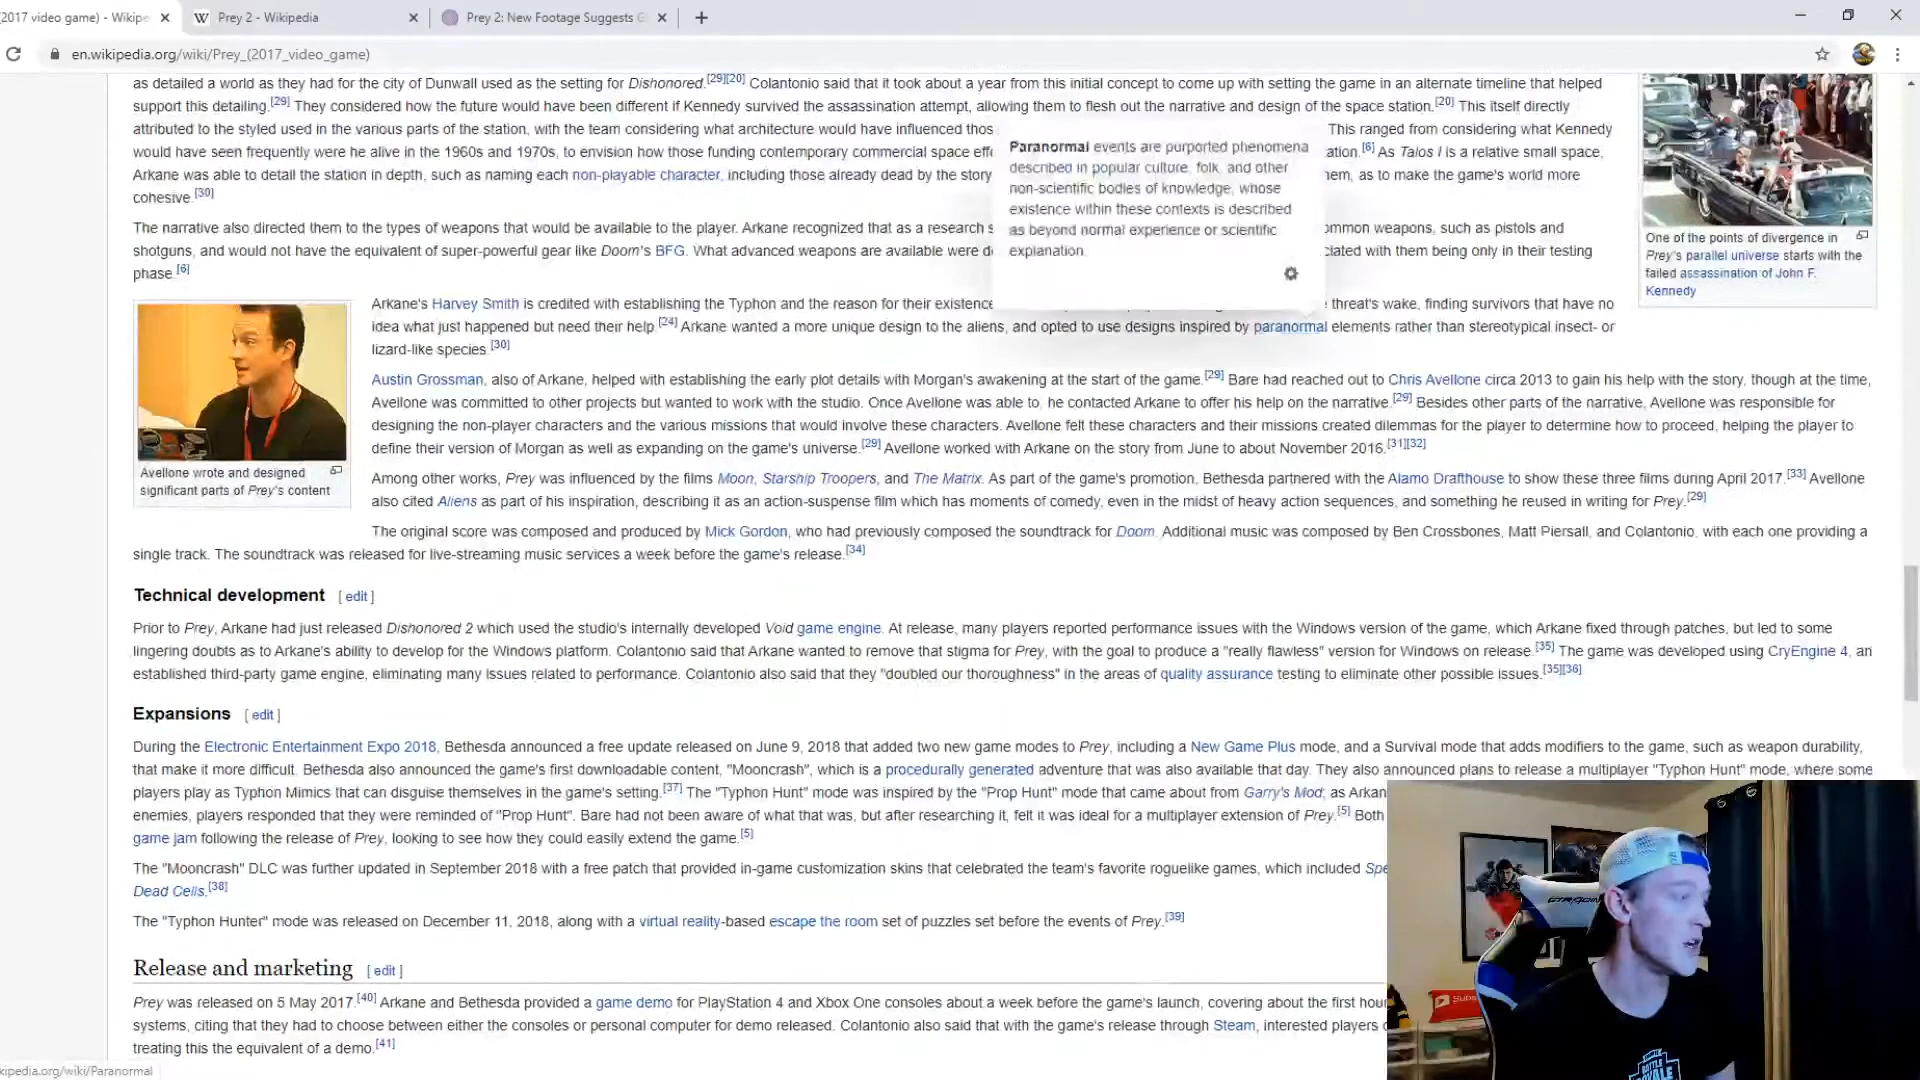 2017 video game) - Wikipe
Prey 2 - Wikipedia
Prey 2: New Footage Suggests G
en.wikipedia.org/wiki/Prey_(2017_video_game)
as detailed a world as they had for the city of Dunwall used as the setting for Dishonored.[29][20] Colantonio said that it took about a year from this initial concept to come up with setting the game in an alternate timeline that helped
support this detailing.[29] They considered how the future would have been different if Kennedy survived the assassination attempt, allowing them to flesh out the narrative and design of the space station.[20] This itself directly
attributed to the styled used in the various parts of the station, with the team considering what architecture would have influenced thos This ranged from considering what Kennedy
would have seen frequently were he alive in the 1960s and 1970s, to envision how those funding contemporary commercial space effe ation.[6] As Talos I is a relative small space,
Arkane was able to detail the station in depth, such as naming each non-playable character, including those already dead by the story hem, as to make the game's world more
cohesive.[30]
Paranormal events are purported phenomena
described in popular culture, folk, and other
non-scientific bodies of knowledge, whose
existence within these contexts is described
as beyond normal experience or scientific
explanation.
The narrative also directed them to the types of weapons that would be available to the player. Arkane recognized that as a research s ommon weapons, such as pistols and
shotguns, and would not have the equivalent of super-powerful gear like Doom's BFG. What advanced weapons are available were de ciated with them being only in their testing
phase.[6]
One of the points of divergence in
Prey's parallel universe starts with the
failed assassination of John F.
Kennedy
Arkane's Harvey Smith is credited with establishing the Typhon and the reason for their existence threat's wake, finding survivors that have no
idea what just happened but need their help.[24] Arkane wanted a more unique design to the aliens, and opted to use designs inspired by paranormal elements rather than stereotypical insect- or
lizard-like species.[30]
Austin Grossman, also of Arkane, helped with establishing the early plot details with Morgan's awakening at the start of the game.[29] Bare had reached out to Chris Avellone circa 2013 to gain his help with the story, though at the time,
Avellone was committed to other projects but wanted to work with the studio. Once Avellone was able to, he contacted Arkane to offer his help on the narrative.[29] Besides other parts of the narrative, Avellone was responsible for
designing the non-player characters and the various missions that would involve these characters. Avellone felt these characters and their missions created dilemmas for the player to determine how to proceed, helping the player to
define their version of Morgan as well as expanding on the game's universe.[29] Avellone worked with Arkane on the story from June to about November 2016.[31][32]
Avellone wrote and designed
significant parts of Prey's content
Among other works, Prey was influenced by the films Moon, Starship Troopers, and The Matrix. As part of the game's promotion, Bethesda partnered with the Alamo Drafthouse to show these three films during April 2017.[33] Avellone
also cited Aliens as part of his inspiration, describing it as an action-suspense film which has moments of comedy, even in the midst of heavy action sequences, and something he reused in writing for Prey.[29]
The original score was composed and produced by Mick Gordon, who had previously composed the soundtrack for Doom. Additional music was composed by Ben Crossbones, Matt Piersall, and Colantonio, with each one providing a
single track. The soundtrack was released for live-streaming music services a week before the game's release.[34]
Technical development [ edit ]
Prior to Prey, Arkane had just released Dishonored 2 which used the studio's internally developed Void game engine. At release, many players reported performance issues with the Windows version of the game, which Arkane fixed through patches, but led to some
lingering doubts as to Arkane's ability to develop for the Windows platform. Colantonio said that Arkane wanted to remove that stigma for Prey, with the goal to produce a "really flawless" version for Windows on release.[35] The game was developed using CryEngine 4, an
established third-party game engine, eliminating many issues related to performance. Colantonio also said that they "doubled our thoroughness" in the areas of quality assurance testing to eliminate other possible issues.[35][36]
Expansions [ edit ]
During the Electronic Entertainment Expo 2018, Bethesda announced a free update released on June 9, 2018 that added two new game modes to Prey, including a New Game Plus mode, and a Survival mode that adds modifiers to the game, such as weapon durability,
that make it more difficult. Bethesda also announced the game's first downloadable content, "Mooncrash", which is a procedurally generated adventure that was also available that day. They also announced plans to release a multiplayer "Typhon Hunt" mode, where some
players play as Typhon Mimics that can disguise themselves in the game's setting.[37] The "Typhon Hunt" mode was inspired by the "Prop Hunt" mode that came about from Garry's Mod; as Arkan
enemies, players responded that they were reminded of "Prop Hunt". Bare had not been aware of what that was, but after researching it, felt it was ideal for a multiplayer extension of Prey.[5] Both
game jam following the release of Prey, looking to see how they could easily extend the game.[5]
The "Mooncrash" DLC was further updated in September 2018 with a free patch that provided in-game customization skins that celebrated the team's favorite roguelike games, which included Spe
Dead Cells.[38]
The "Typhon Hunter" mode was released on December 11, 2018, along with a virtual reality-based escape the room set of puzzles set before the events of Prey.[39]
Release and marketing [ edit ]
Prey was released on 5 May 2017.[40] Arkane and Bethesda provided a game demo for PlayStation 4 and Xbox One consoles about a week before the game's launch, covering about the first hour
systems, citing that they had to choose between either the consoles or personal computer for demo released. Colantonio also said that with the game's release through Steam, interested players c
treating this the equivalent of a demo.[41]
kipedia.org/wiki/Paranormal
GTRACING
Subs
BATTLE
ROYALE